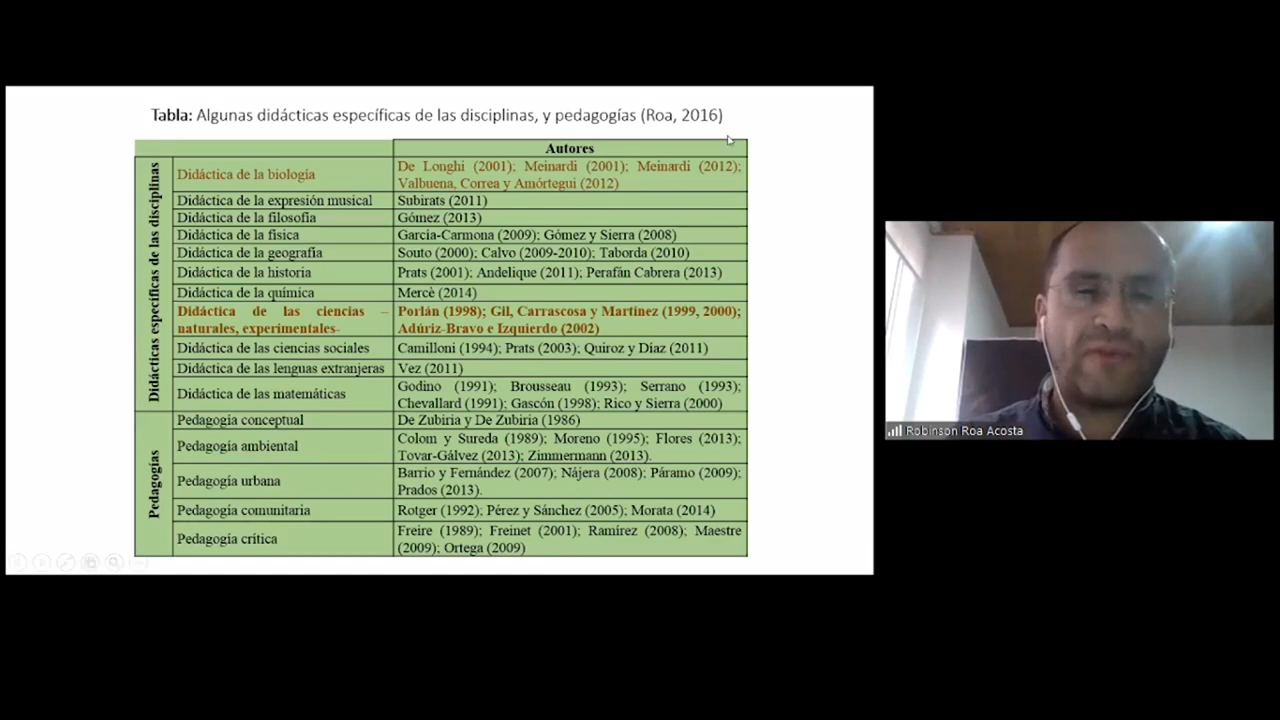 Tabla: Algunas didácticas específicas de las disciplinas, y pedagogías (Roa, 2016)
Autores
Didácticas específicas de las disciplinas
Didáctica de la biología
De Longhi (2001); Meinardi (2001); Meinardi (2012);
Valbuena, Correa y Amórtegui (2012)
Didáctica de la expresión musical
Subirats (2011)
Didáctica de la filosofía
Gómez (2013)
Didáctica de la física
García-Carmona (2009); Gómez y Sierra (2008)
Didáctica de la geografía
Souto (2000); Calvo (2009-2010); Taborda (2010)
Didáctica de la historia
Prats (2001); Andelique (2011); Perafán Cabrera (2013)
Didáctica de la química
Mercè (2014)
Didáctica de las ciencias –
naturales, experimentales-
Porlán (1998); Gil, Carrascosa y Martínez (1999, 2000);
Adúriz-Bravo e Izquierdo (2002)
Didáctica de las ciencias sociales
Camilloni (1994); Prats (2003); Quiroz y Díaz (2011)
Didáctica de las lenguas extranjeras
Vez (2011)
Didáctica de las matemáticas
Godino (1991); Brousseau (1993); Serrano (1993);
Chevallard (1991); Gascón (1998); Rico y Sierra (2000)
Pedagogías
Pedagogía conceptual
De Zubiria y De Zubiria (1986)
Pedagogía ambiental
Colom y Sureda (1989); Moreno (1995); Flores (2013);
Tovar-Gálvez (2013); Zimmermann (2013).
Pedagogía urbana
Barrio y Fernández (2007); Nájera (2008); Páramo (2009);
Prados (2013).
Pedagogía comunitaria
Rotger (1992); Pérez y Sánchez (2005); Morata (2014)
Pedagogía crítica
Freire (1989); Freinet (2001); Ramírez (2008); Maestre
(2009); Ortega (2009)
Robinson Roa Acosta